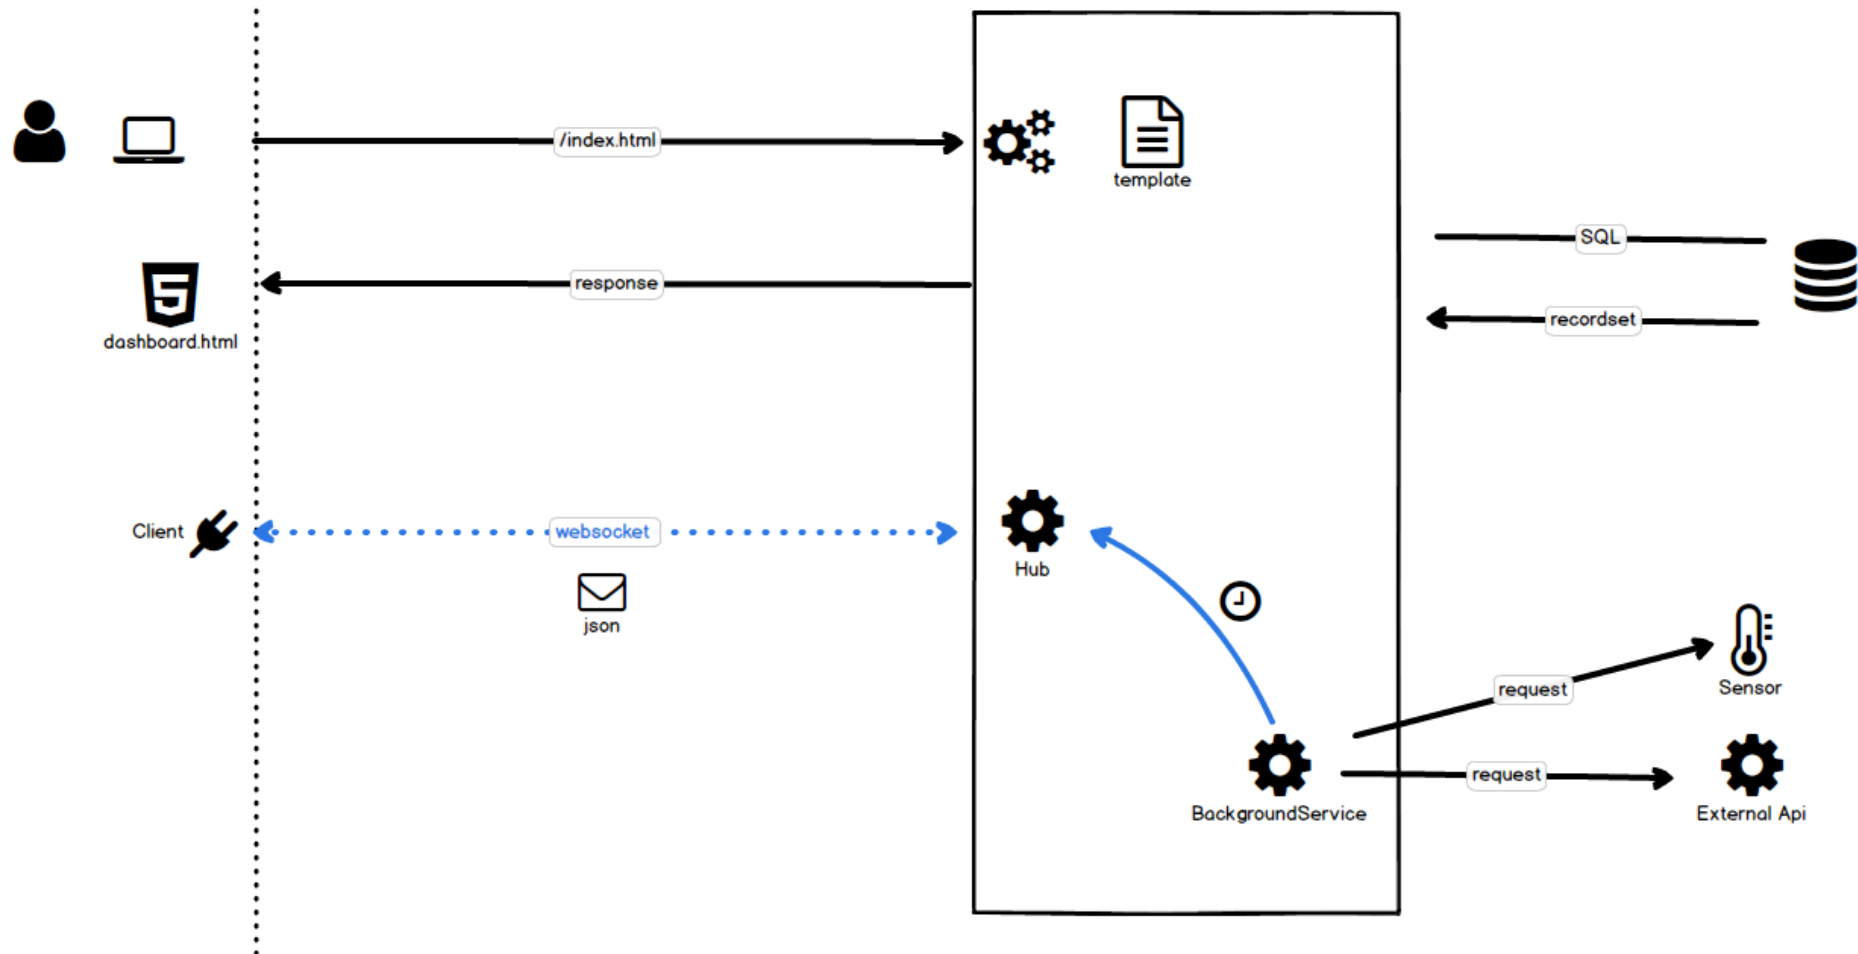 /index.html
template
SQL
response
recordset
dashboard.html
Client
websocket
Hub
json
Sensor
request
request
BackgroundService
External Api